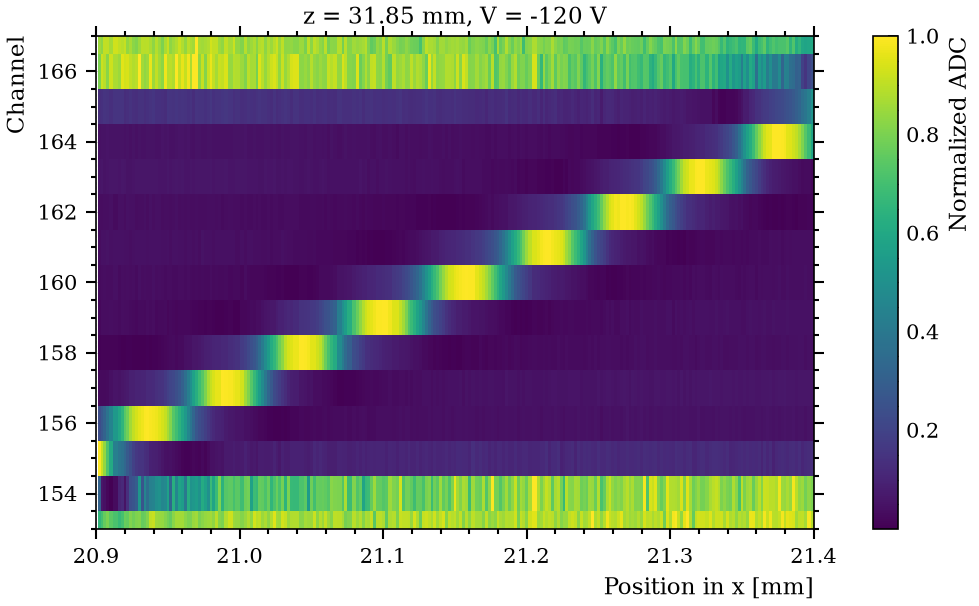 z = 31.85 mm, V = -120 V
Channel
166
164
162
160
158
156
154
20.9 21.0 21.1 21.2 21.3 21.4
Position in x [mm]
1.0
0.8
0.6
0.4
0.2
Normalized ADC